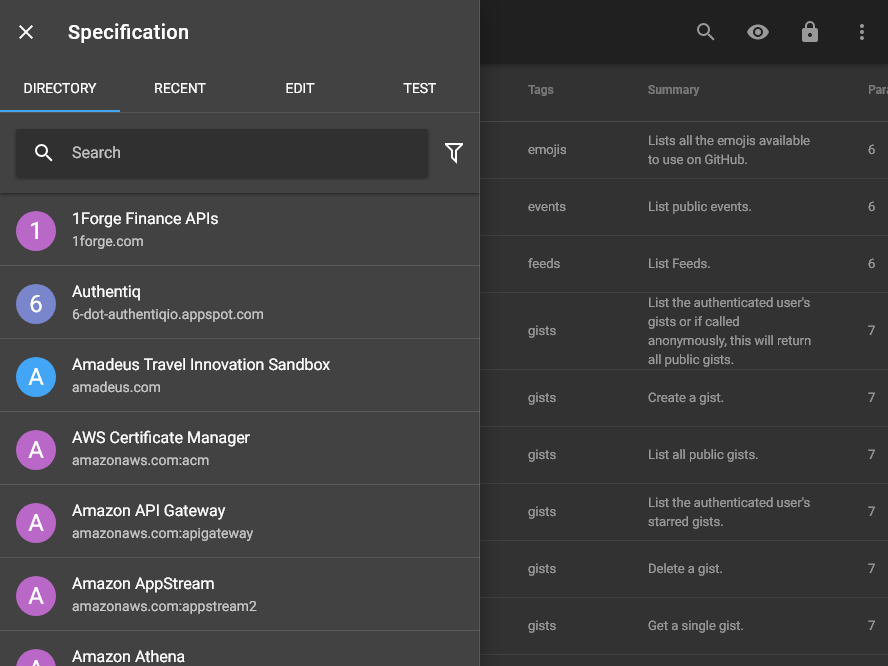 Specification
DIRECTORY RECENT EDIT TEST
Search
1
1Forge Finance APIs
1forge.com
6
Authentiq
6-dot-authentiqio.appspot.com
A
Amadeus Travel Innovation Sandbox
amadeus.com
A
AWS Certificate Manager
amazonaws.com:acm
A
Amazon API Gateway
amazonaws.com:apigateway
A
Amazon AppStream
amazonaws.com:appstream2
A
Amazon Athena
Tags Summary Para
emojis
Lists all the emojis available
to use on GitHub.
6
events List public events. 6
feeds List Feeds. 6
gists
List the authenticated user's
gists or if called
anonymously, this will return
all public gists.
7
gists Create a gist. 7
gists List all public gists. 7
gists
List the authenticated user's
starred gists.
7
gists Delete a gist. 7
gists Get a single gist. 7